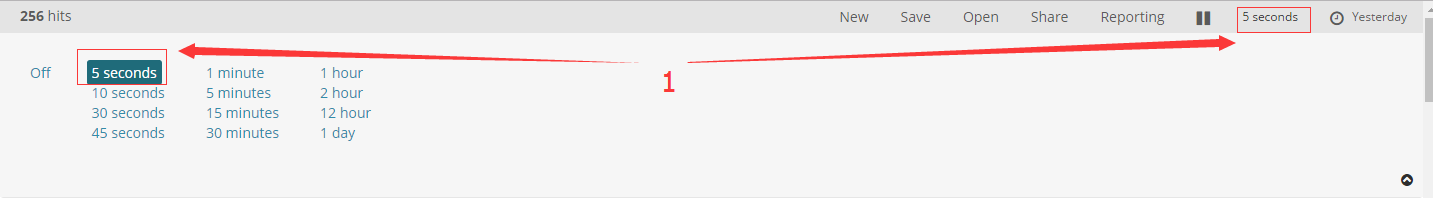 256 hits New Save Open Share Reporting 5 seconds Yesterday
1
Off 5 seconds 1 minute 1 hour
10 seconds 5 minutes 2 hour
30 seconds 15 minutes 12 hour
45 seconds 30 minutes 1 day